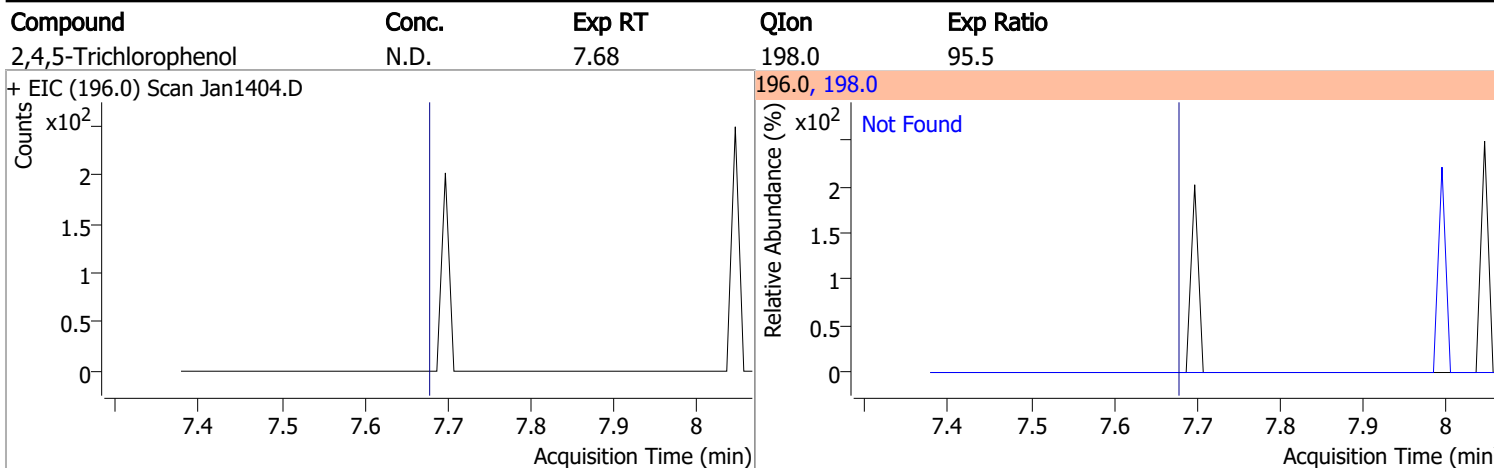 Compound Conc. Exp RT QIon Exp Ratio
2,4,5-Trichlorophenol N.D. 7.68 198.0 95.5
+ EIC (196.0) Scan Jan1404.D
Counts
x10²
2
1.5
1
0.5
0
7.4 7.5 7.6 7.7 7.8 7.9 8
Acquisition Time (min)
196.0, 198.0
Relative Abundance (%)
x10²
Not Found
2
1.5
1
0.5
0
7.4 7.5 7.6 7.7 7.8 7.9 8
Acquisition Time (min